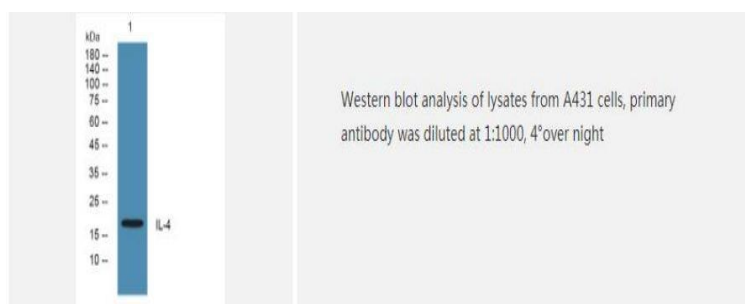 1
kDa
180 --
140 --
100 --
75 --
60 --
45 --
35 --
25 --
IL-4
15 --
10 --
Western blot analysis of lysates from A431 cells, primary
antibody was diluted at 1:1000, 4°over night